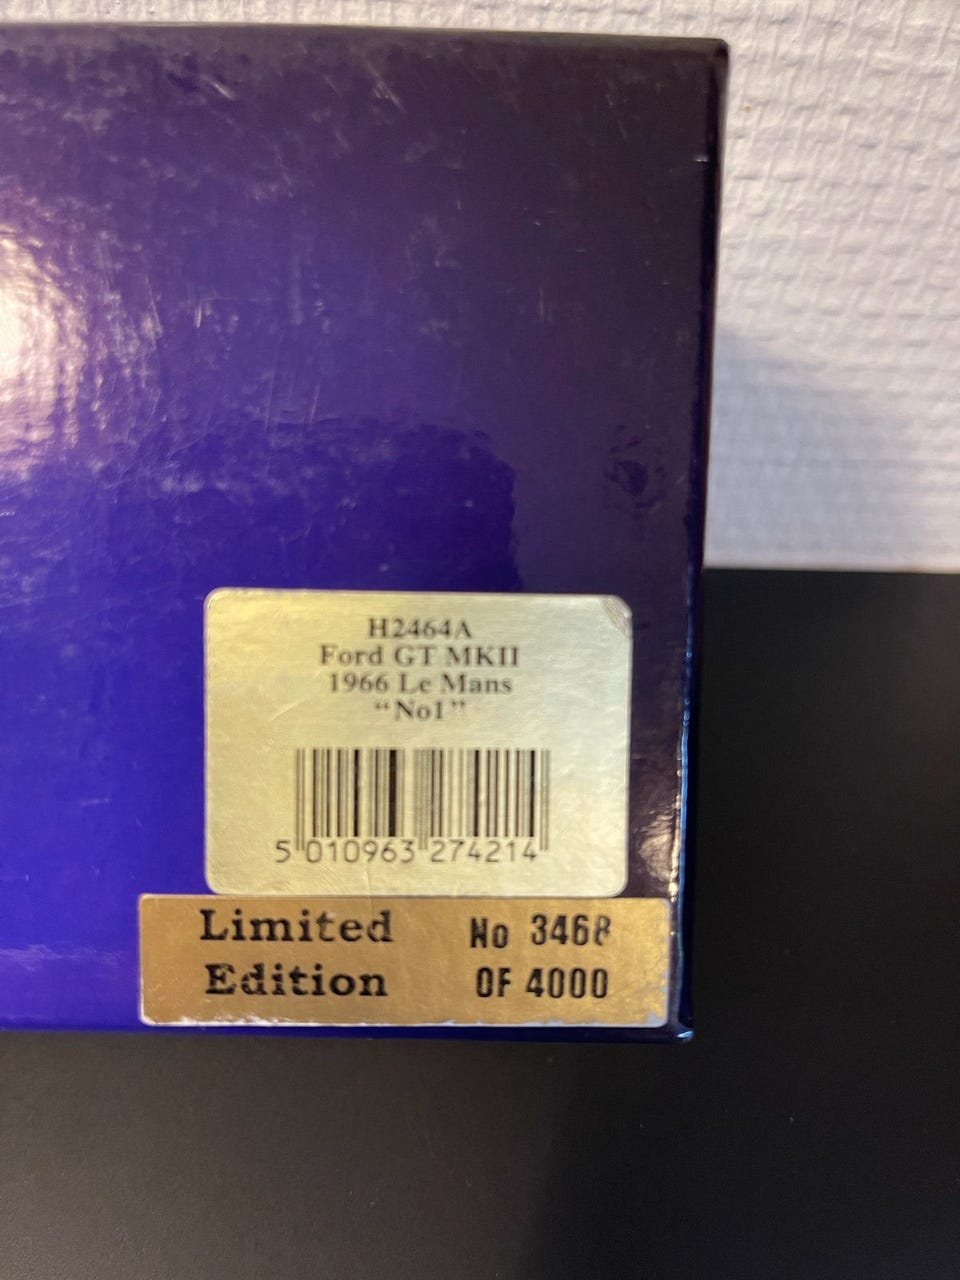 H2464A
Ford GT MKII
1966 Le Mans
“No1”
5 010963 274214
Limited Edition
No 3468
OF 4000